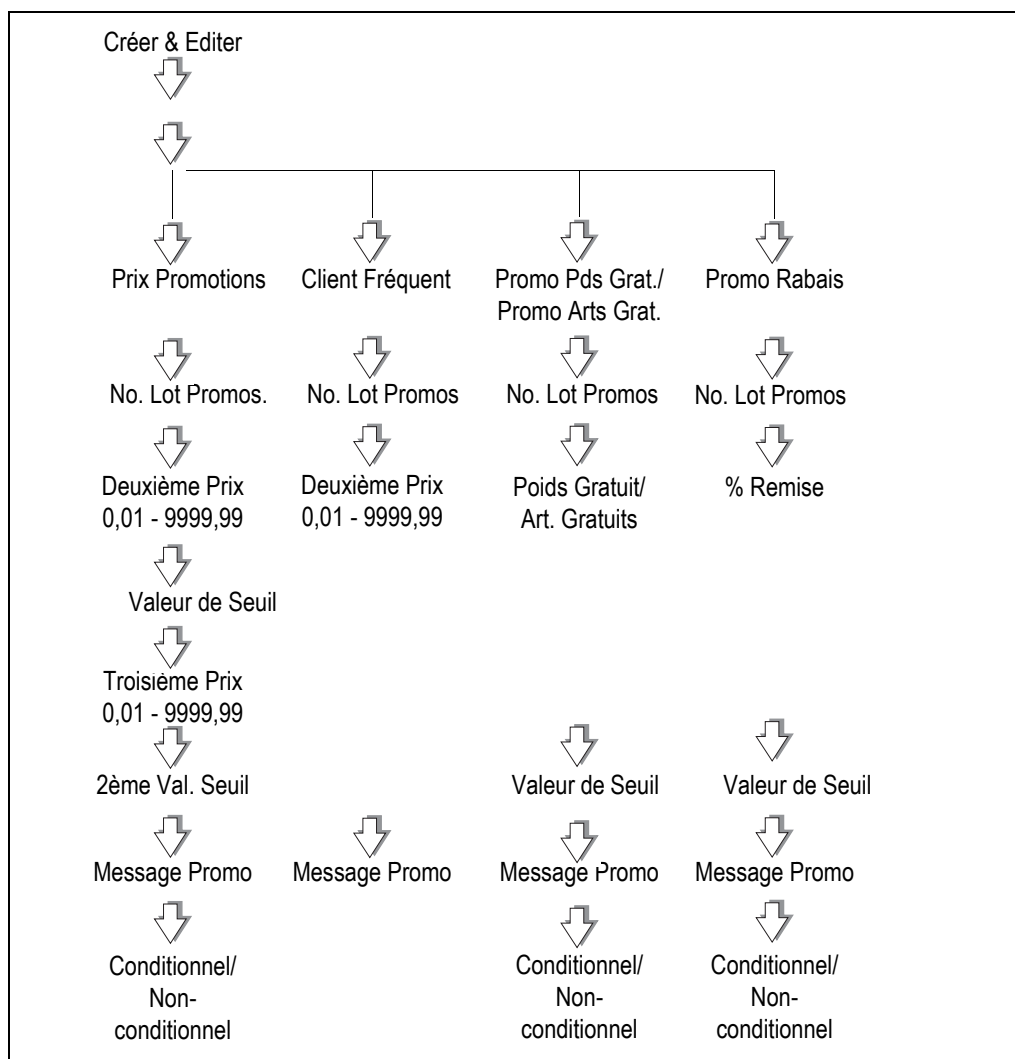 Créer & Editer
Prix Promotions
Client Fréquent
Promo Pds Grat./
Promo Arts Grat.
Promo Rabais
No. Lot Promos.
No. Lot Promos
No. Lot Promos
No. Lot Promos
Deuxième Prix
0,01 - 9999,99
Deuxième Prix
0,01 - 9999,99
Poids Gratuit/
Art. Gratuits
% Remise
Valeur de Seuil
Troisième Prix
0,01 - 9999,99
2ème Val. Seuil
Valeur de Seuil
Valeur de Seuil
Message Promo
Message Promo
Message Promo
Message Promo
Conditionnel/
Non-
conditionnel
Conditionnel/
Non-
conditionnel
Conditionnel/
Non-
conditionnel